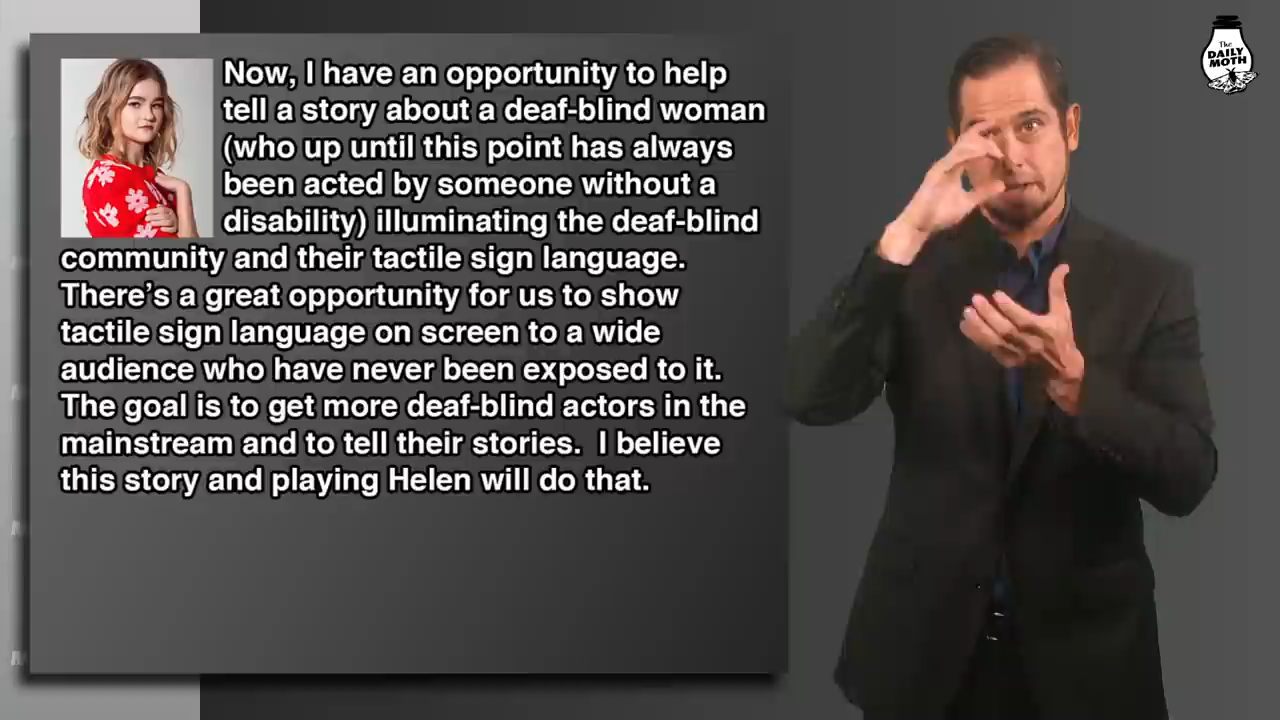 Now, I have an opportunity to help
tell a story about a deaf-blind woman
(who up until this point has always
been acted by someone without a
disability) illuminating the deaf-blind
community and their tactile sign language.
There’s a great opportunity for us to show
tactile sign language on screen to a wide
audience who have never been exposed to it.
The goal is to get more deaf-blind actors in the
mainstream and to tell their stories.  I believe
this story and playing Helen will do that.
The
DAILY
MOTH